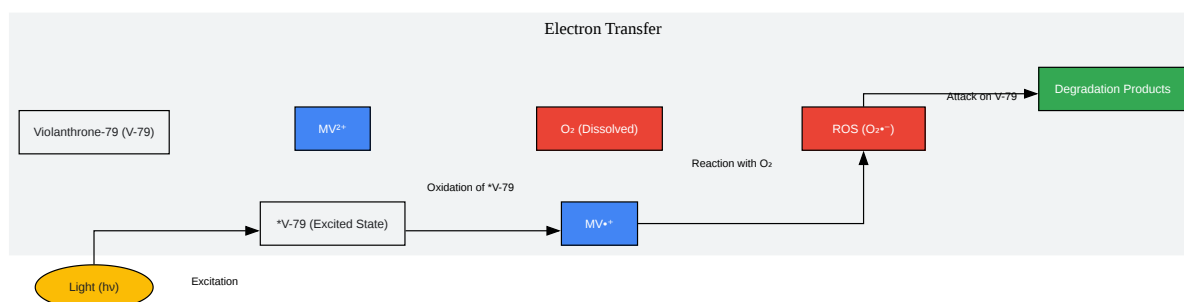 Electron Transfer
Degradation Products
Attack on V-79
Violanthrone-79 (V-79)
MV²⁺
O₂ (Dissolved)
ROS (O₂•⁻)
Reaction with O₂
Oxidation of *V-79
*V-79 (Excited State)
MV•⁺
Excitation
Light (hν)